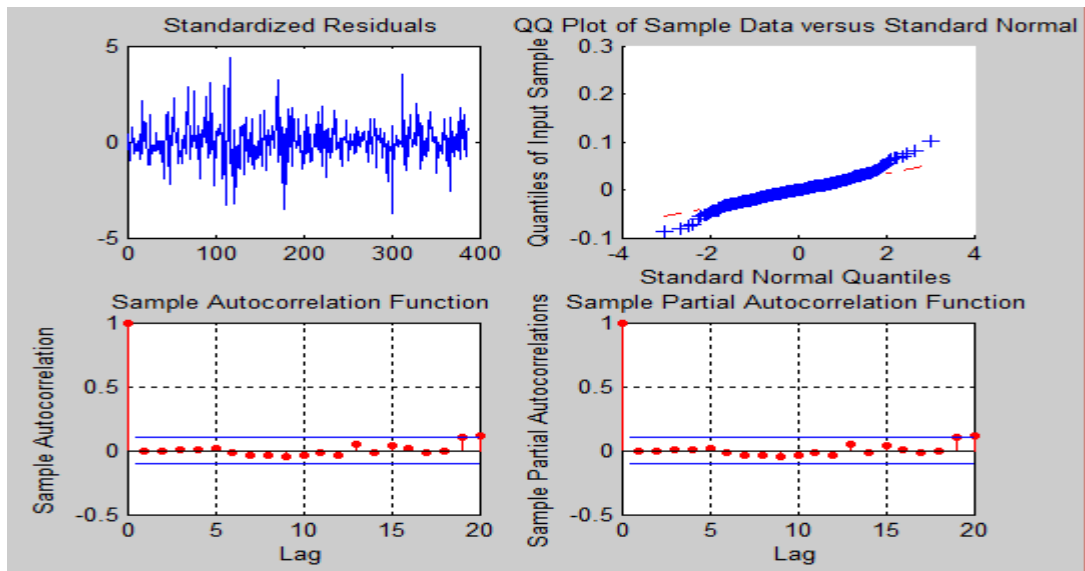 Standardized Residuals
5
0
-5
0 100 200 300 400
QQ Plot of Sample Data versus Standard Normal
Quantiles of Input Sample
0.3
0.2
0.1
0
-0.1
-4 -2 0 2 4
Standard Normal Quantiles
Sample Autocorrelation Function
Sample Autocorrelation
1
0.5
0
-0.5
0 5 10 15 20
Lag
Sample Partial Autocorrelation Function
Sample Partial Autocorrelations
1
0.5
0
-0.5
0 5 10 15 20
Lag